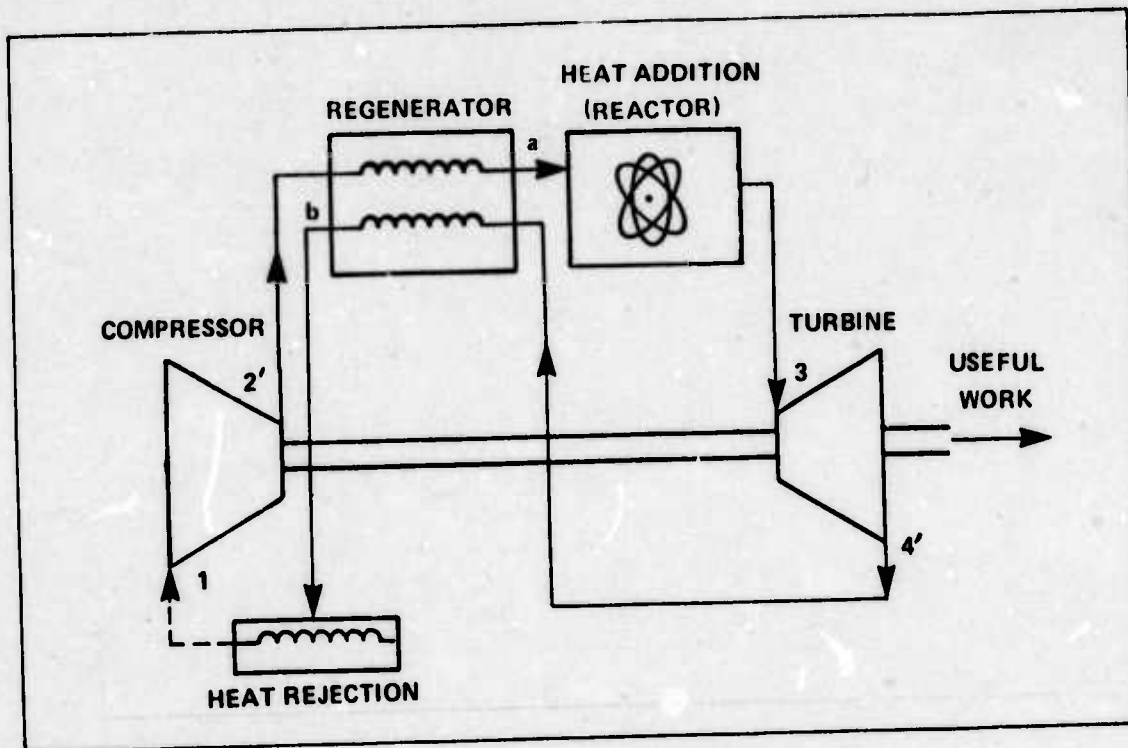 HEAT ADDITION
(REACTOR)
REGENERATOR
a
b
COMPRESSOR
2′
TURBINE
3
USEFUL
WORK
4′
1
HEAT REJECTION